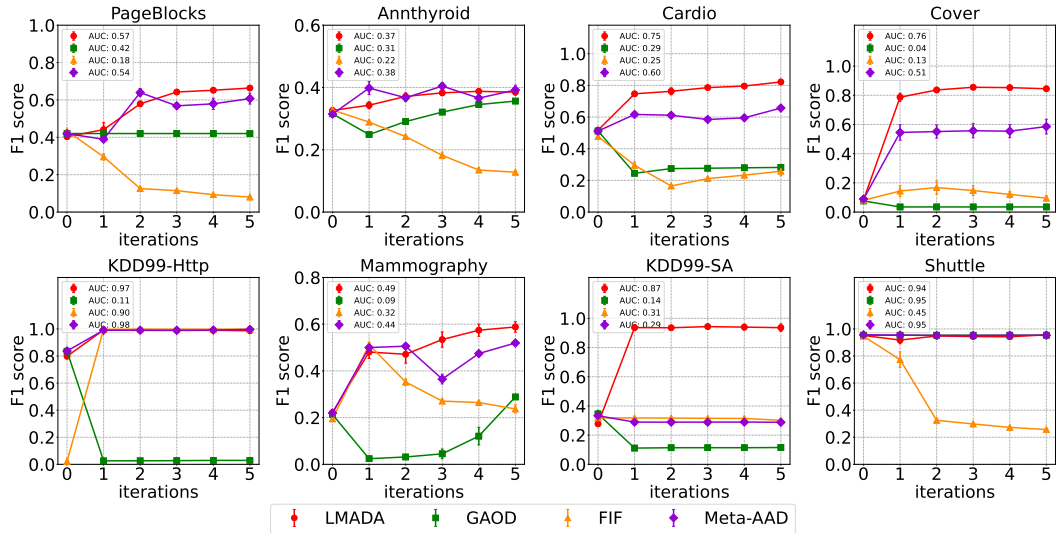 PageBlocks
AUC: 0.57
AUC: 0.42
AUC: 0.18
AUC: 0.54
F1 score
1.0
0.8
0.6
0.4
0.2
0.0
0 1 2 3 4 5
iterations
Annthyroid
AUC: 0.37
AUC: 0.31
AUC: 0.22
AUC: 0.38
F1 score
0.6
0.4
0.2
0.0
0 1 2 3 4 5
iterations
Cardio
AUC: 0.75
AUC: 0.29
AUC: 0.25
AUC: 0.60
F1 score
1.0
0.8
0.6
0.4
0.2
0.0
0 1 2 3 4 5
iterations
Cover
AUC: 0.76
AUC: 0.04
AUC: 0.13
AUC: 0.51
F1 score
1.0
0.8
0.6
0.4
0.2
0.0
0 1 2 3 4 5
iterations
KDD99-Http
AUC: 0.97
AUC: 0.11
AUC: 0.90
AUC: 0.98
F1 score
1.0
0.8
0.6
0.4
0.2
0.0
0 1 2 3 4 5
iterations
Mammography
AUC: 0.49
AUC: 0.09
AUC: 0.32
AUC: 0.44
F1 score
0.8
0.6
0.4
0.2
0.0
0 1 2 3 4 5
iterations
KDD99-SA
AUC: 0.87
AUC: 0.14
AUC: 0.31
AUC: 0.29
F1 score
1.0
0.8
0.6
0.4
0.2
0.0
0 1 2 3 4 5
iterations
Shuttle
AUC: 0.94
AUC: 0.95
AUC: 0.45
AUC: 0.95
F1 score
1.0
0.8
0.6
0.4
0.2
0.0
0 1 2 3 4 5
iterations
LMADA GAOD FIF Meta-AAD